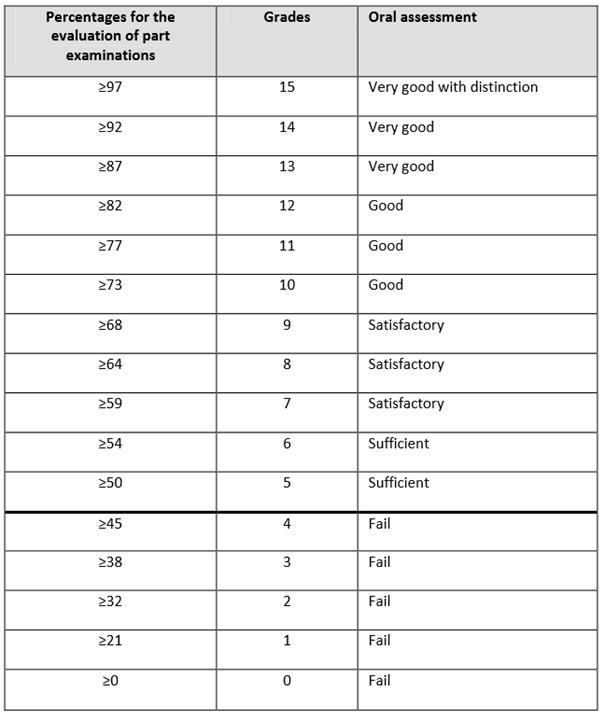 Percentages for the evaluation of part examinations Grades Oral assessment
≥97 15 Very good with distinction
≥92 14 Very good
≥87 13 Very good
≥82 12 Good
≥77 11 Good
≥73 10 Good
≥68 9 Satisfactory
≥64 8 Satisfactory
≥59 7 Satisfactory
≥54 6 Sufficient
≥50 5 Sufficient
≥45 4 Fail
≥38 3 Fail
≥32 2 Fail
≥21 1 Fail
≥0 0 Fail